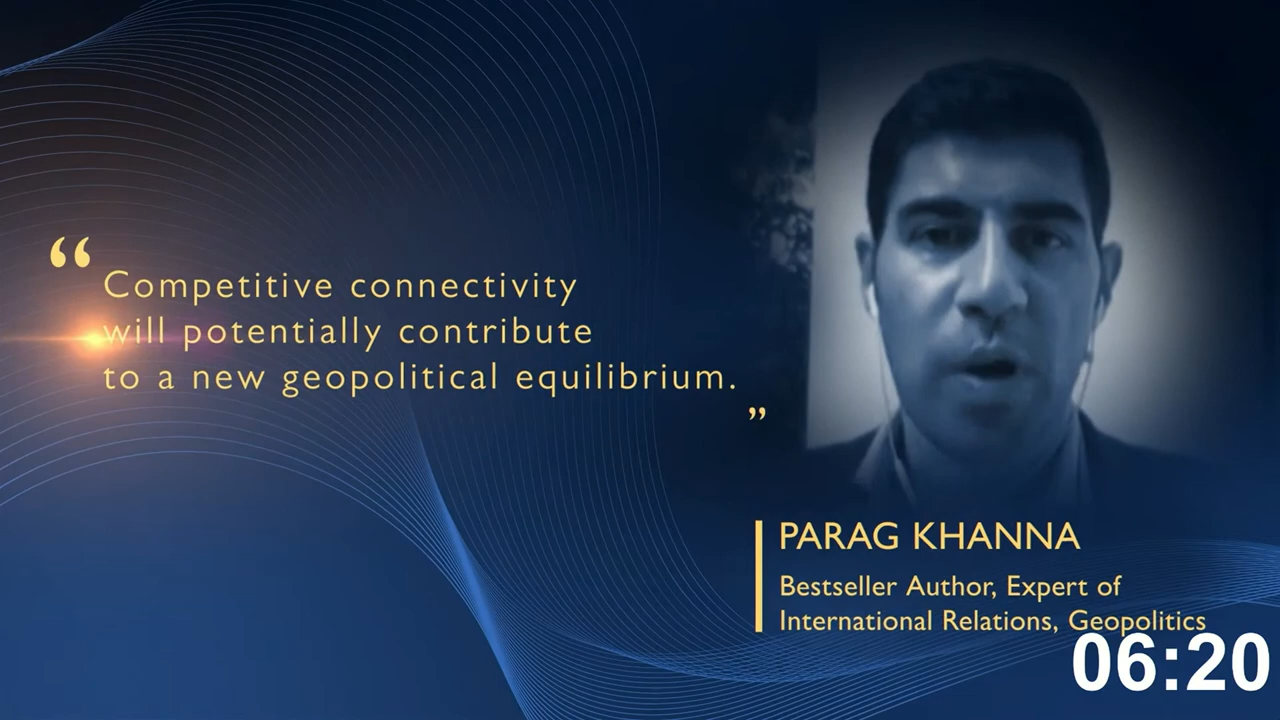 “
Competitive connectivity
will potentially contribute
to a new geopolitical equilibrium.
”
PARAG KHANNA
Bestseller Author, Expert of
International Relations, Geopolitics
06:20